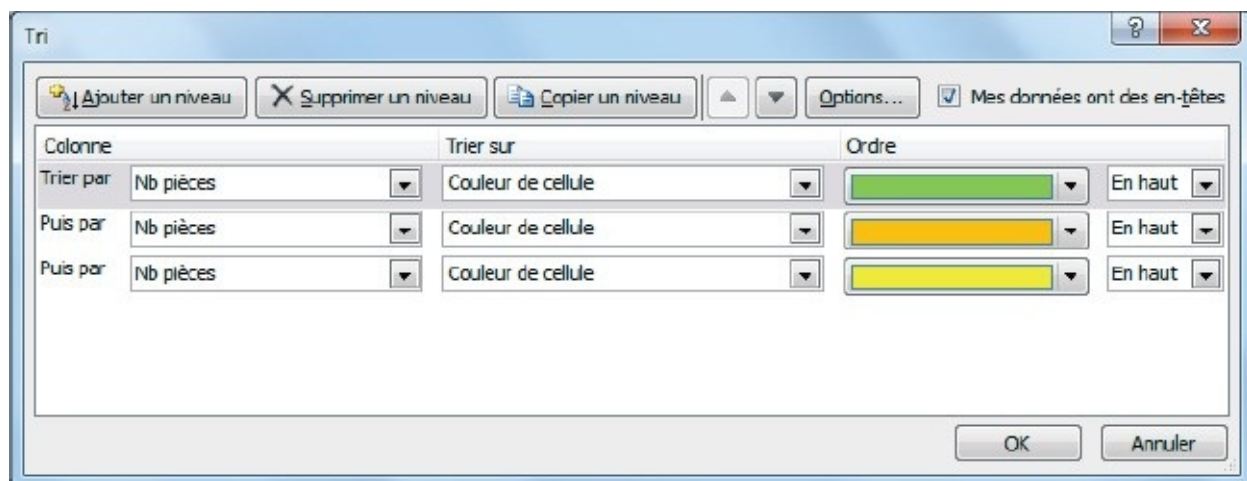 Tri
Ajouter un niveau Supprimer un niveau Copier un niveau Options... Mes données ont des en-têtes
Colonne Trier sur Ordre
Trier par Nb pièces Couleur de cellule En haut
Puis par Nb pièces Couleur de cellule En haut
Puis par Nb pièces Couleur de cellule En haut
OK Annuler